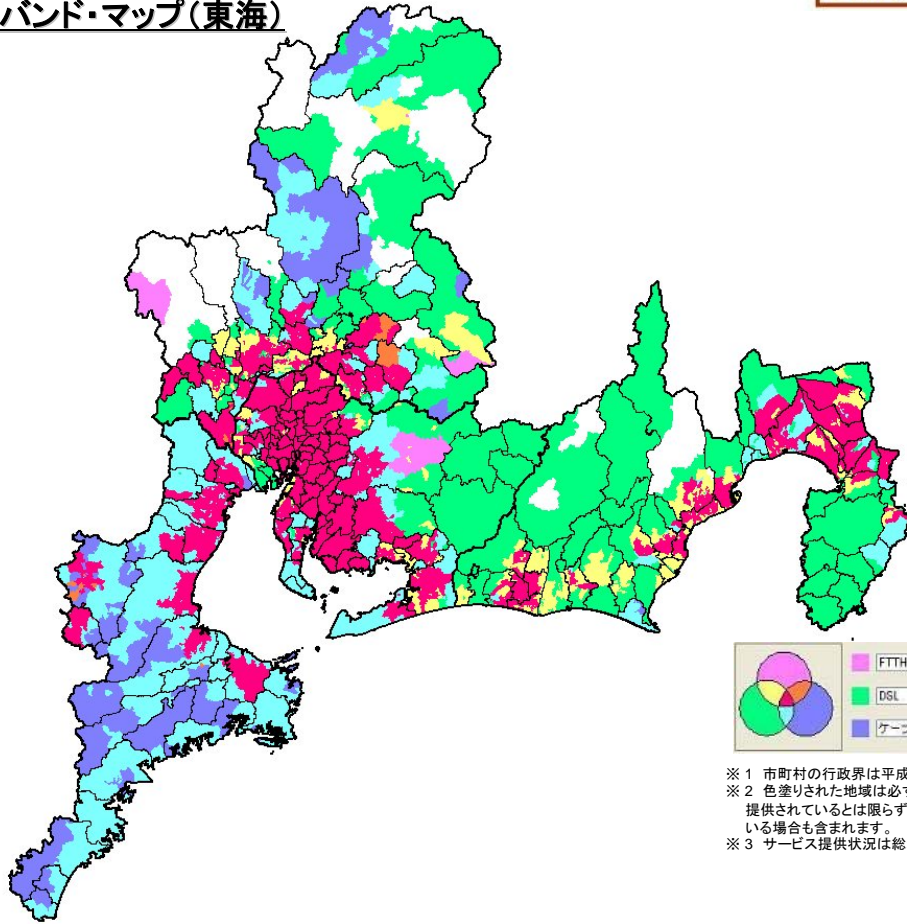 バンド・マップ(東海)
FTTH
DSL
ケーブ
※1 市町村の行政界は平成
※2 色塗りされた地域は必ず
提供されているとは限らず
いる場合も含まれます。
※3 サービス提供状況は総